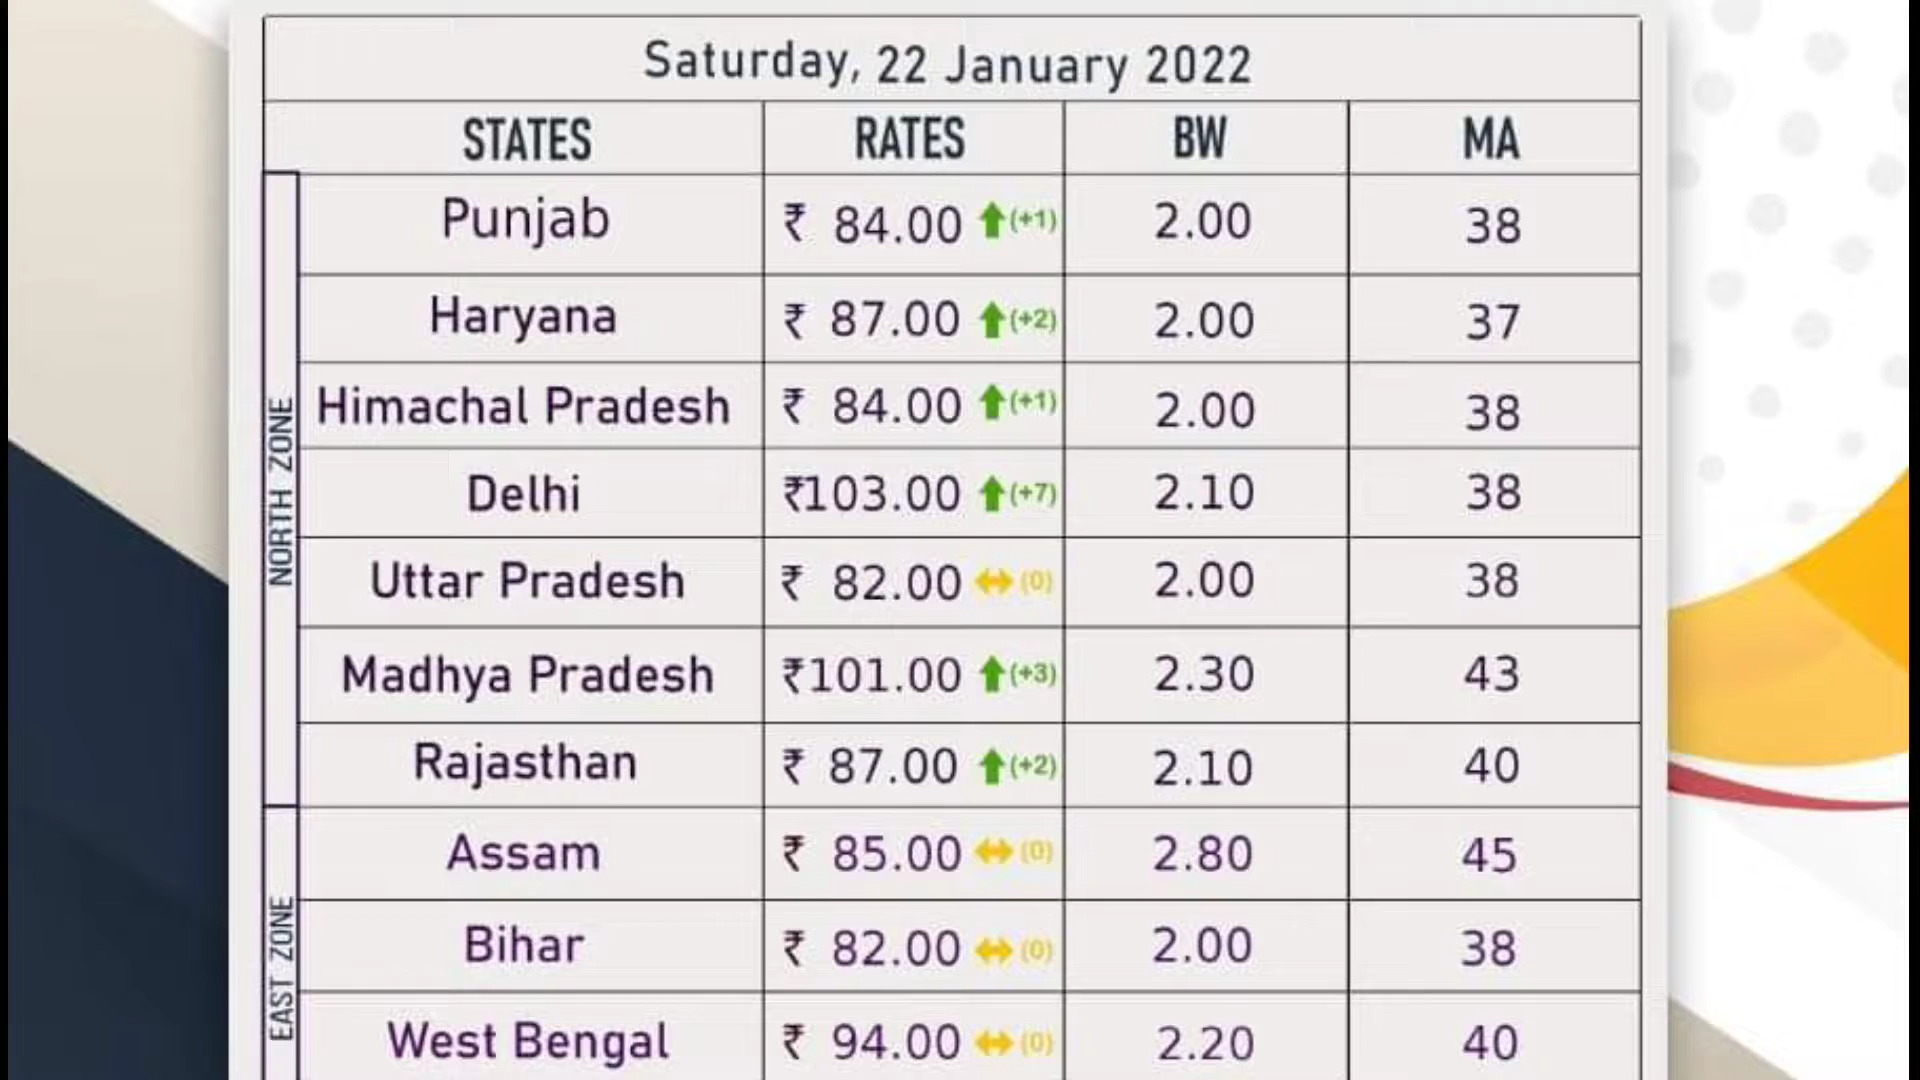 Saturday, 22 January 2022
STATES RATES BW MA
NORTH ZONE
Punjab ₹ 84.00 (+1) 2.00 38
Haryana ₹ 87.00 (+2) 2.00 37
Himachal Pradesh ₹ 84.00 (+1) 2.00 38
Delhi ₹103.00 (+7) 2.10 38
Uttar Pradesh ₹ 82.00 (0) 2.00 38
Madhya Pradesh ₹101.00 (+3) 2.30 43
Rajasthan ₹ 87.00 (+2) 2.10 40
EAST ZONE
Assam ₹ 85.00 (0) 2.80 45
Bihar ₹ 82.00 (0) 2.00 38
West Bengal ₹ 94.00 (0) 2.20 40